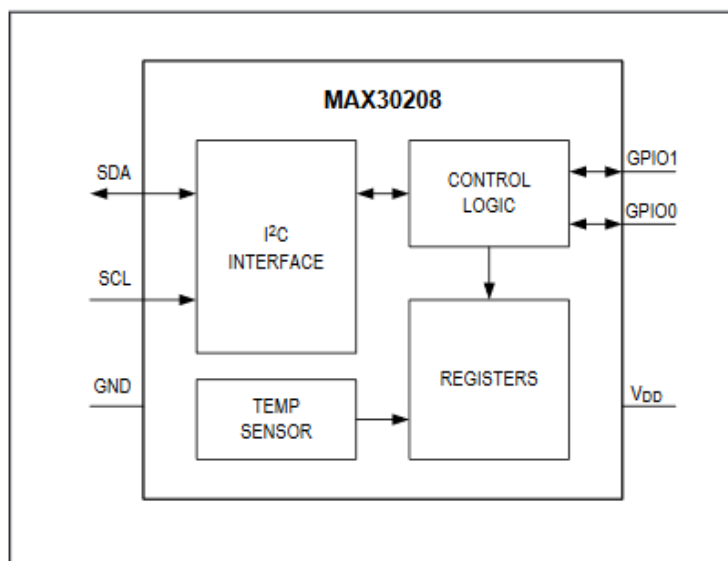 MAX30208
SDA
GPIO1
CONTROL
LOGIC
GPIO0
I²C
INTERFACE
SCL
REGISTERS
GND
TEMP
SENSOR
VDD